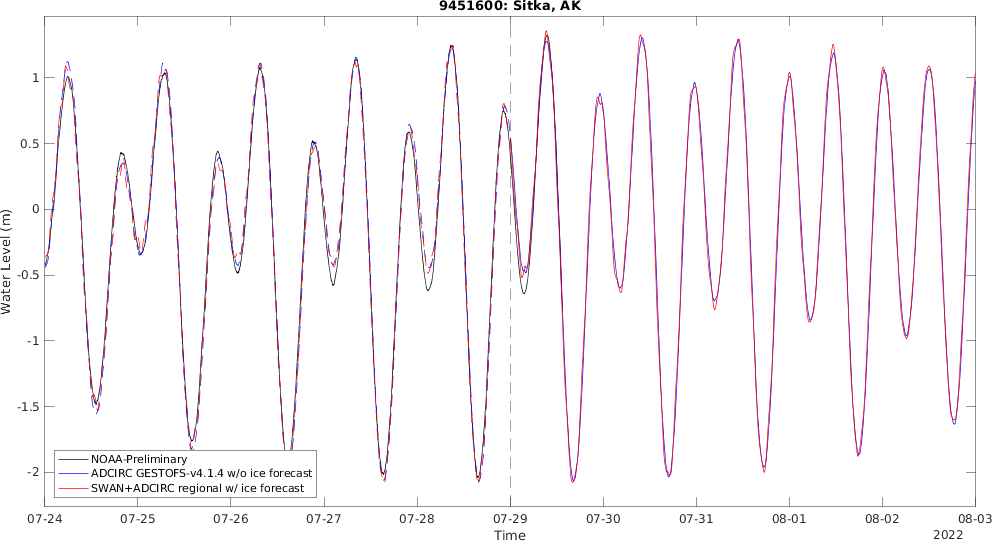 9451600: Sitka, AK
Water Level (m)
1
0.5
0
-0.5
-1
-1.5
-2
NOAA-Preliminary
ADCIRC GESTOFS-v4.1.4 w/o ice forecast
SWAN+ADCIRC regional w/ ice forecast
07-24 07-25 07-26 07-27 07-28 07-29 07-30 07-31 08-01 08-02 08-03
Time
2022